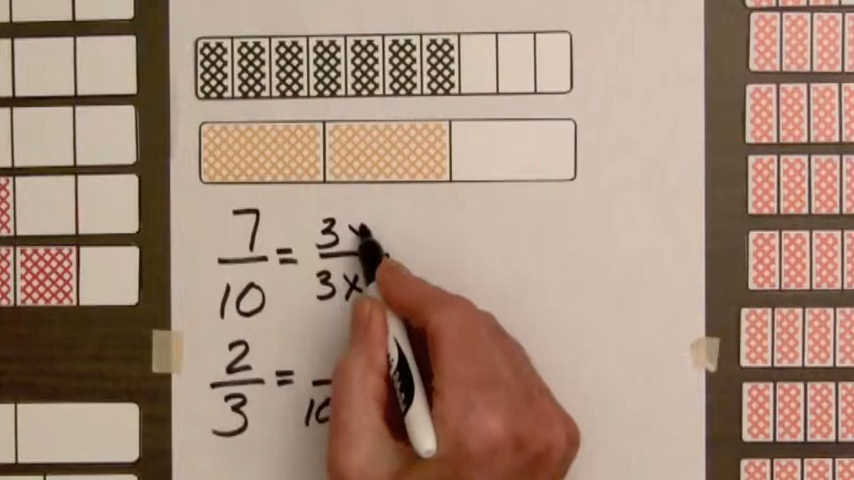 7 = 3 x
10 3 x
2 =
3 10